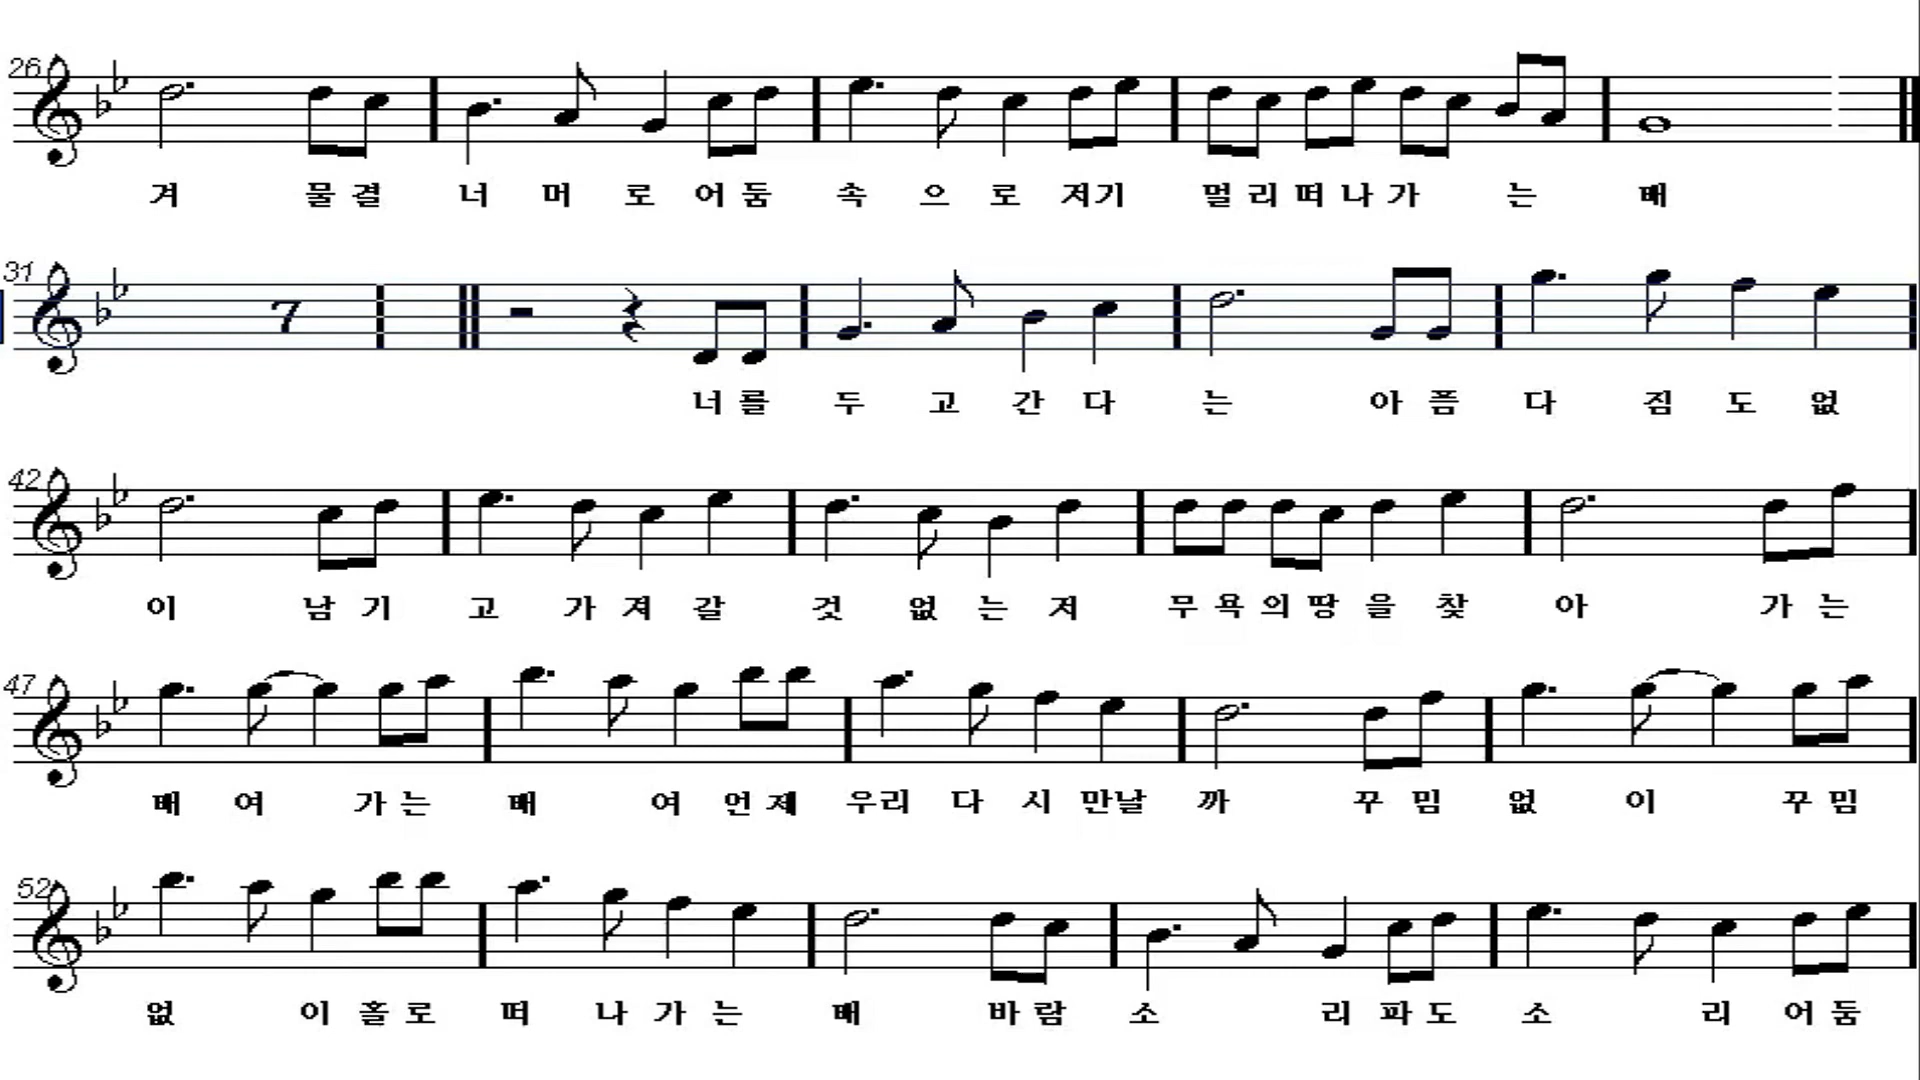 26
겨 물결 너 머 로 어둠 속 으 로 저기 멀리떠나가 는 배
31
7
너를 두 고 간 다 는 아픔 다 짐 도 없
42
이 남기 고 가져 갈 것 없는 저 무욕의땅을 찾 아 가는
47
배 여 가는 배 여 언제 우리 다 시 만날 까 꾸밈 없 이 꾸밈
52
없 이홀로 떠 나가는 배 바람 소 리파도 소 리 어둠